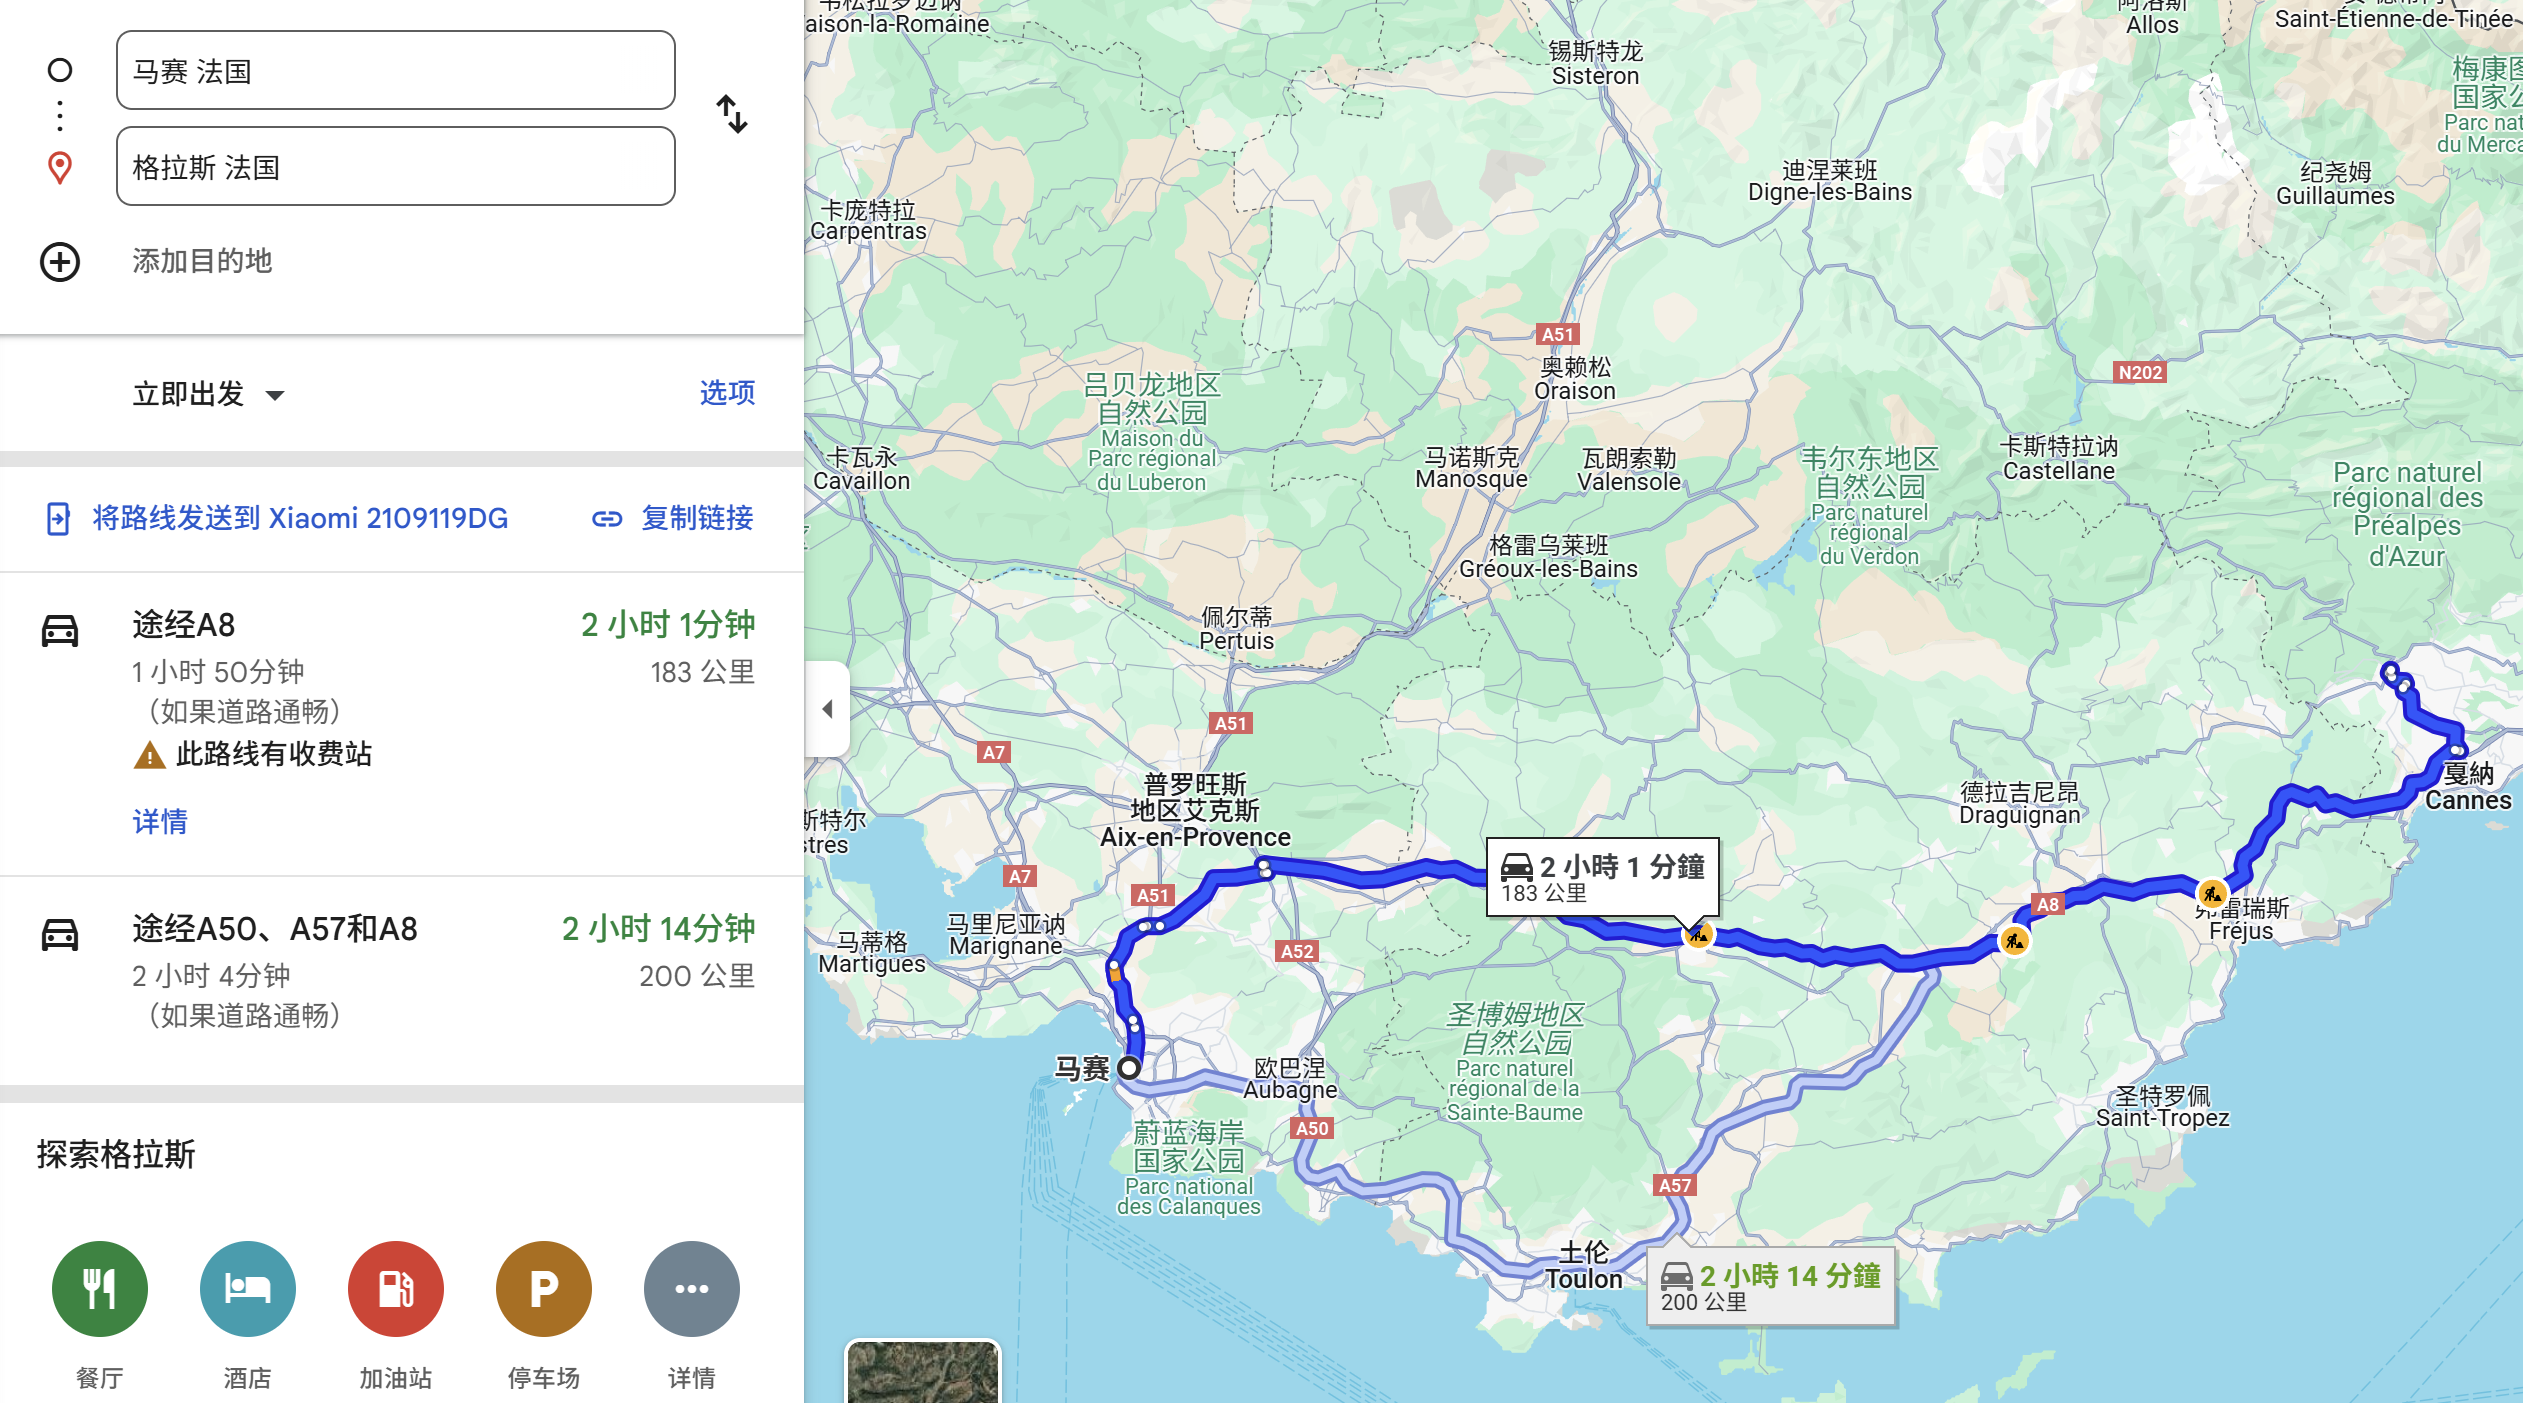 马赛 法国
格拉斯 法国
添加目的地
立即出发
选项
将路线发送到 Xiaomi 2109119DG
复制链接
途经A8
2 小时 1分钟
1 小时 50分钟
183 公里
（如果道路通畅）
此路线有收费站
详情
途经A50、A57和A8
2 小时 14分钟
2 小时 4分钟
200 公里
（如果道路通畅）
探索格拉斯
P
餐厅
酒店
加油站
停车场
详情
aison-la-Romaine
锡斯特龙
Sisteron
Allos
Saint-Étienne-de-Tinée
Parc nat
du Merca
迪涅莱班
Digne-les-Bains
纪尧姆
Guillaumes
卡庞特拉
Carpentras
A51
奥赖松
Oraison
N202
吕贝龙地区
自然公园
Maison du
Parc régional
du Luberon
卡瓦永
Cavaillon
马诺斯克
Manosque
瓦朗索勒
Valensole
韦尔东地区
自然公园
Parc naturel
régional
du Verdon
卡斯特拉讷
Castellane
Parc naturel
régional des
Préalpes
d'Azur
格雷乌莱班
Gréoux-les-Bains
佩尔蒂
Pertuis
A51
A7
普罗旺斯
地区艾克斯
Aix-en-Provence
戛納
Cannes
德拉吉尼昂
Draguignan
斯特尔
stres
A7
A51
2 小時 1 分鐘
183 公里
A8
弗雷瑞斯
Fréjus
马里尼亚讷
Marignane
马蒂格
Martigues
A52
圣博姆地区
自然公园
Parc naturel
régional de la
Sainte-Baume
马赛
欧巴涅
Aubagne
圣特罗佩
Saint-Tropez
A50
蔚蓝海岸
国家公园
Parc national
des Calanques
A57
土伦
Toulon
2 小時 14 分鐘
200 公里